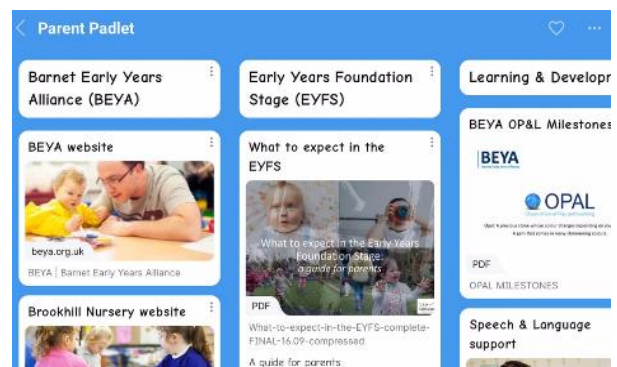 Parent Padlet
Barnet Early Years
Alliance (BEYA)
BEYA website
beya.org.uk
BEYA | Barnet Early Years Alliance
Brookhill Nursery website
Early Years Foundation
Stage (EYFS)
What to expect in the
EYFS
What to expect in the Early Years
Foundation Stage:
a guide for parents
PDF
What-to-expect-in-the-EYFS-complete-
FINAL-16.09-compressed
A guide for parents
Learning & Developm
BEYA OP&L Milestones
BEYA
OPAL
PDF
OPAL MILESTONES
Speech & Language
support